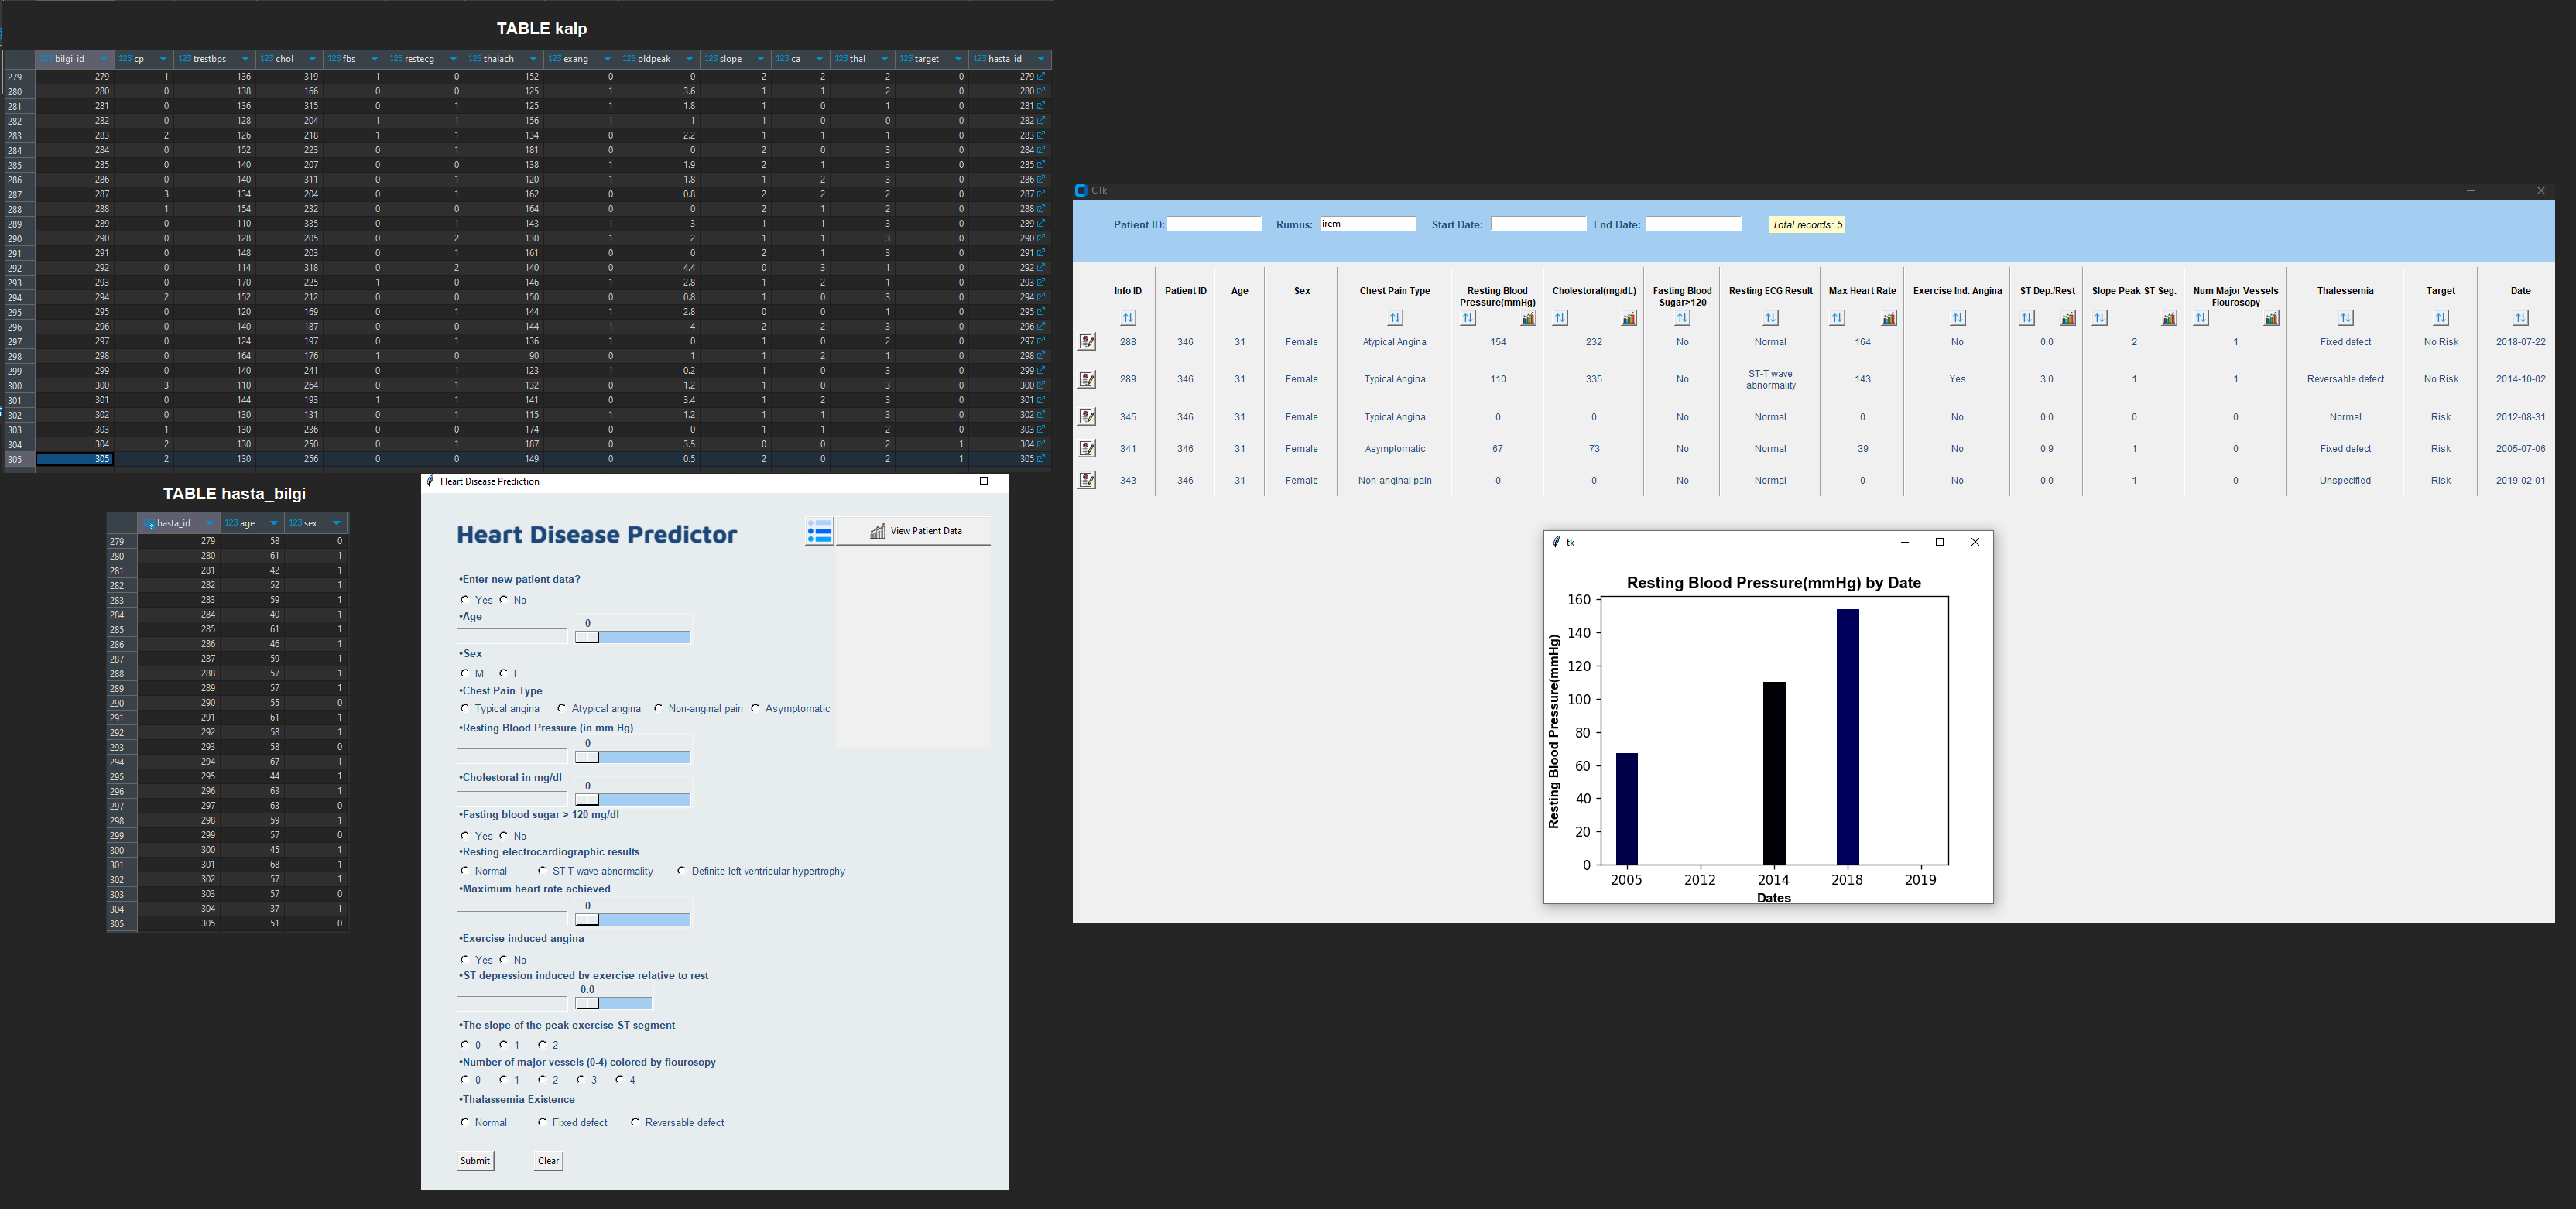 TABLE kalp
123 bilgi_id 123 cp 123 trestbps 123 chol 123 fbs 123 restecg 123 thalach 123 exang 123 oldpeak 123 slope 123 ca 123 thal 123 target 123 hasta_id
279 279 1 136 319 1 0 152 0 0 2 2 2 0 279
280 280 0 138 166 0 0 125 1 3.6 1 1 2 0 280
281 281 0 136 315 0 1 125 1 1.8 1 0 1 0 281
282 282 0 128 204 1 1 156 1 1 1 0 0 0 282
283 283 2 126 218 1 1 134 0 2.2 1 1 1 0 283
284 284 0 152 223 0 1 181 0 0 2 0 3 0 284
285 285 0 140 207 0 0 138 1 1.9 2 1 3 0 285
286 286 0 140 311 0 1 120 1 1.8 1 2 3 0 286
287 287 3 134 204 0 1 162 0 0.8 2 2 2 0 287
288 288 1 154 232 0 0 164 0 0 2 1 2 0 288
289 289 0 110 335 0 1 143 1 3 1 1 3 0 289
290 290 0 128 205 0 2 130 1 2 1 1 3 0 290
291 291 0 148 203 0 1 161 0 0 2 1 3 0 291
292 292 0 114 318 0 2 140 0 4.4 0 3 1 0 292
293 293 0 170 225 1 0 146 1 2.8 1 2 1 0 293
294 294 2 152 212 0 0 150 0 0.8 1 0 3 0 294
295 295 0 120 169 0 1 144 1 2.8 0 0 1 0 295
296 296 0 140 187 0 0 144 1 4 2 2 3 0 296
297 297 0 124 197 0 1 136 1 0 1 0 2 0 297
298 298 0 164 176 1 0 90 0 1 1 2 1 0 298
299 299 0 140 241 0 1 123 1 0.2 1 0 3 0 299
300 300 3 110 264 0 1 132 0 1.2 1 0 3 0 300
301 301 0 144 193 1 1 141 0 3.4 1 2 3 0 301
302 302 0 130 131 0 1 115 1 1.2 1 1 3 0 302
303 303 1 130 236 0 0 174 0 0 1 1 2 0 303
304 304 2 130 250 0 1 187 0 3.5 0 0 2 1 304
305 305 2 130 256 0 0 149 0 0.5 2 0 2 1 305
TABLE hasta_bilgi
hasta_id 123 age 123 sex
279 279 58 0
280 280 61 1
281 281 42 1
282 282 52 1
283 283 59 1
284 284 40 1
285 285 61 1
286 286 46 1
287 287 59 1
288 288 57 1
289 289 57 1
290 290 55 0
291 291 61 1
292 292 58 1
293 293 58 0
294 294 67 1
295 295 44 1
296 296 63 1
297 297 63 0
298 298 59 1
299 299 57 0
300 300 45 1
301 301 68 1
302 302 57 1
303 303 57 0
304 304 37 1
305 305 51 0
Heart Disease Prediction
Heart Disease Predictor
View Patient Data
•Enter new patient data?
Yes No
•Age
0
•Sex
M F
•Chest Pain Type
Typical angina Atypical angina Non-anginal pain Asymptomatic
•Resting Blood Pressure (in mm Hg)
0
•Cholestoral in mg/dl
0
•Fasting blood sugar > 120 mg/dl
Yes No
•Resting electrocardiographic results
Normal ST-T wave abnormality Definite left ventricular hypertrophy
•Maximum heart rate achieved
0
•Exercise induced angina
Yes No
•ST depression induced by exercise relative to rest
0.0
•The slope of the peak exercise ST segment
0 1 2
•Number of major vessels (0-4) colored by flourosopy
0 1 2 3 4
•Thalassemia Existence
Normal Fixed defect Reversable defect
Submit Clear
CTk
Patient ID: Rumus: irem Start Date: End Date: Total records: 5
Info ID Patient ID Age Sex Chest Pain Type Resting Blood Pressure(mmHg) Cholestoral(mg/dL) Fasting Blood Sugar>120 Resting ECG Result Max Heart Rate Exercise Ind. Angina ST Dep./Rest Slope Peak ST Seg. Num Major Vessels Flourosopy Thalassemia Target Date
288 346 31 Female Atypical Angina 154 232 No Normal 164 No 0.0 2 1 Fixed defect No Risk 2018-07-22
289 346 31 Female Typical Angina 110 335 No ST-T wave abnormality 143 Yes 3.0 1 1 Reversable defect No Risk 2014-10-02
345 346 31 Female Typical Angina 0 0 No Normal 0 No 0.0 0 0 Normal Risk 2012-08-31
341 346 31 Female Asymptomatic 67 73 No Normal 39 No 0.9 1 0 Fixed defect Risk 2005-07-06
343 346 31 Female Non-anginal pain 0 0 No Normal 0 No 0.0 1 0 Unspecified Risk 2019-02-01
tk
Resting Blood Pressure(mmHg) by Date
Resting Blood Pressure(mmHg)
160
140
120
100
80
60
40
20
0
2005 2012 2014 2018 2019
Dates